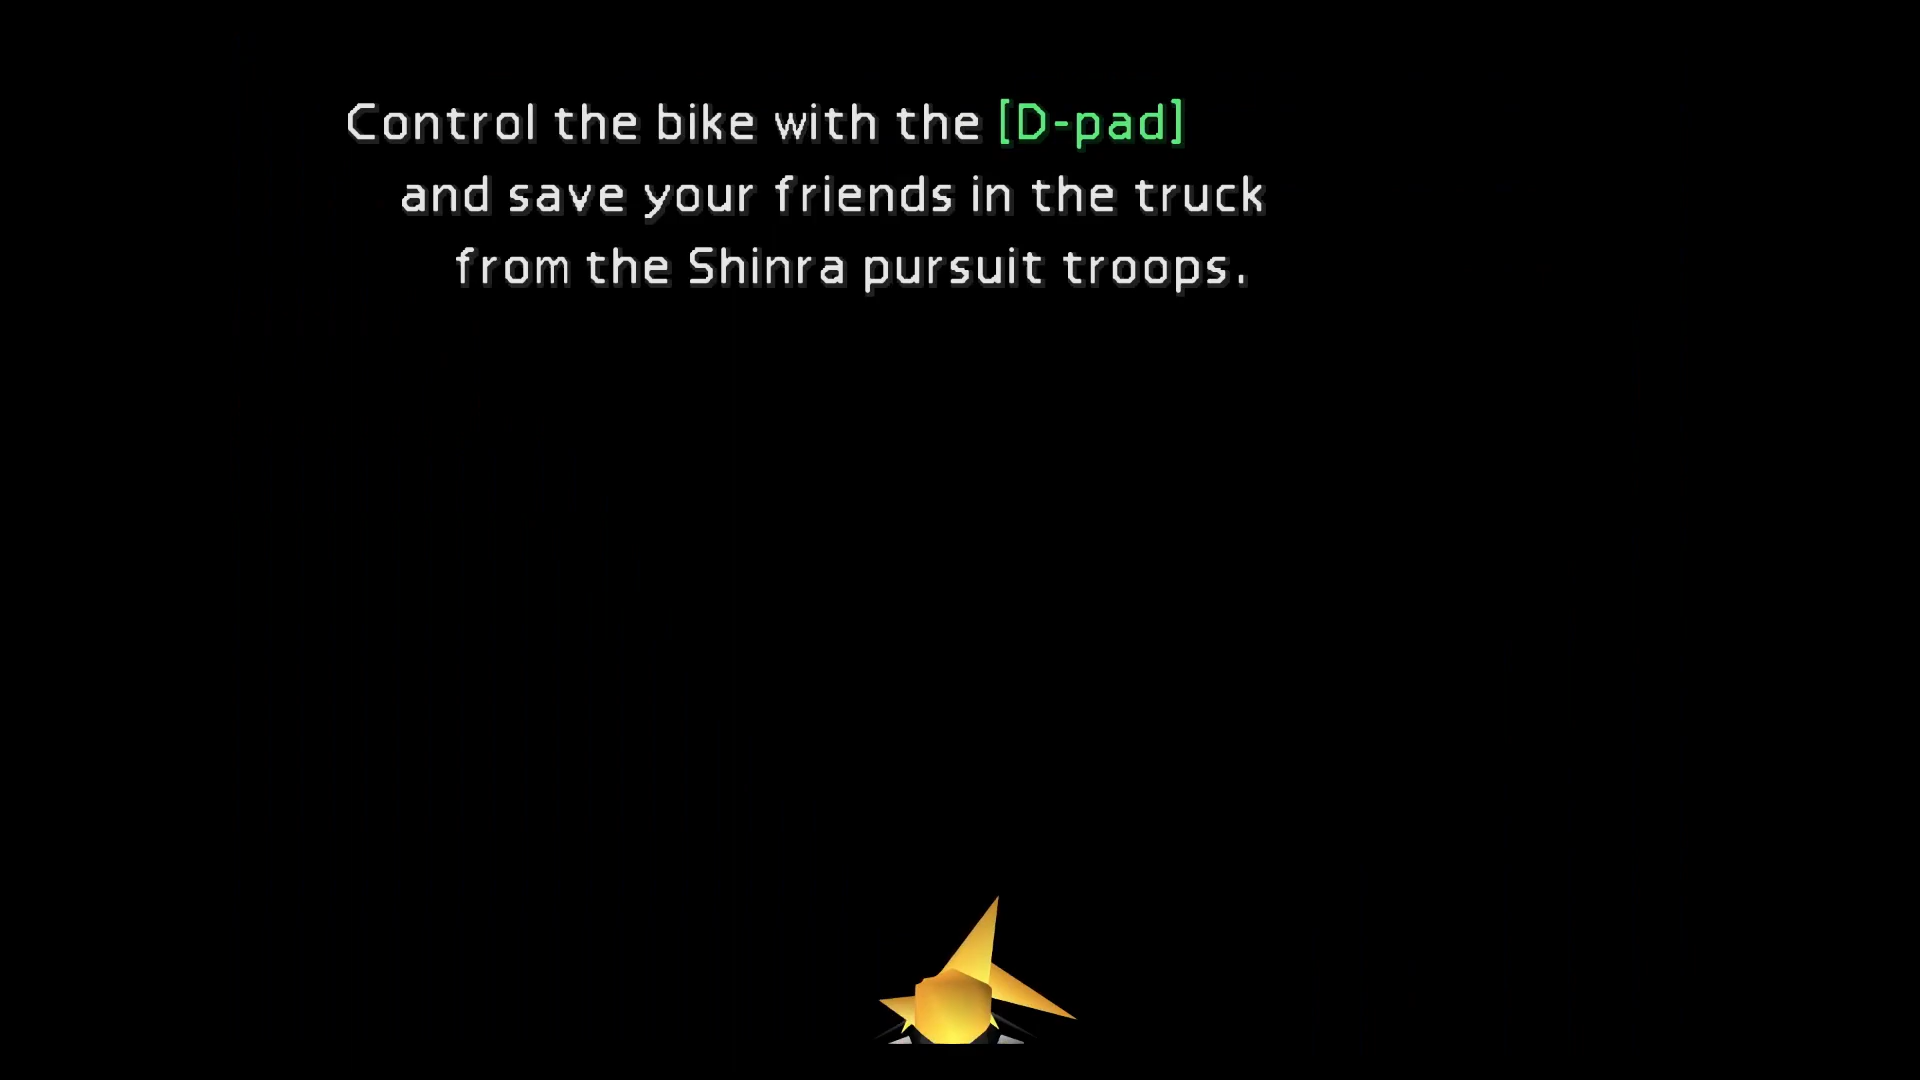 Control the bike with the [D-pad]
and save your friends in the truck
from the Shinra pursuit troops.